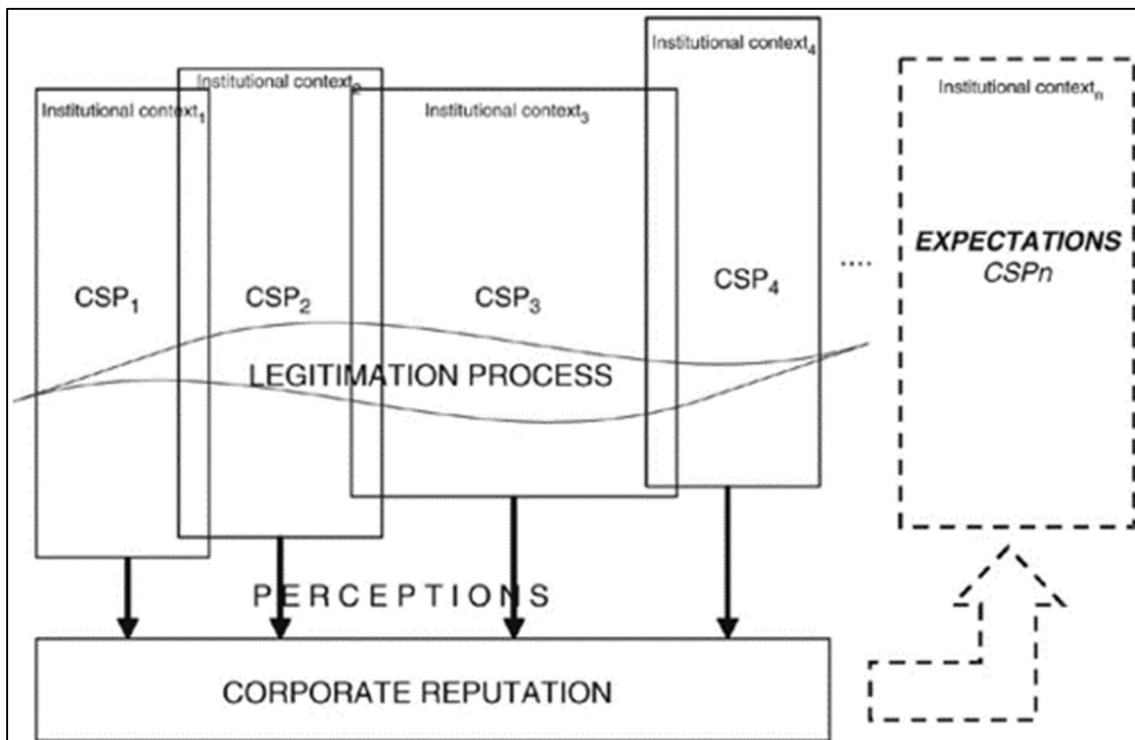 Institutional context₄
Institutional context₂
Institutional contextₙ
Institutional context₁
Institutional context₃
EXPECTATIONS
CSPn
CSP₁
CSP₂
CSP₃
CSP₄
....
LEGITIMATION PROCESS
PERCEPTIONS
CORPORATE REPUTATION